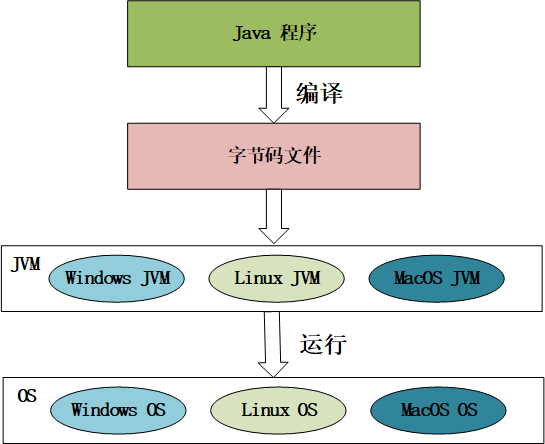 Java 程序
编译
字节码文件
JVM
Windows JVM
Linux JVM
MacOS JVM
运行
OS
Windows OS
Linux OS
MacOS OS